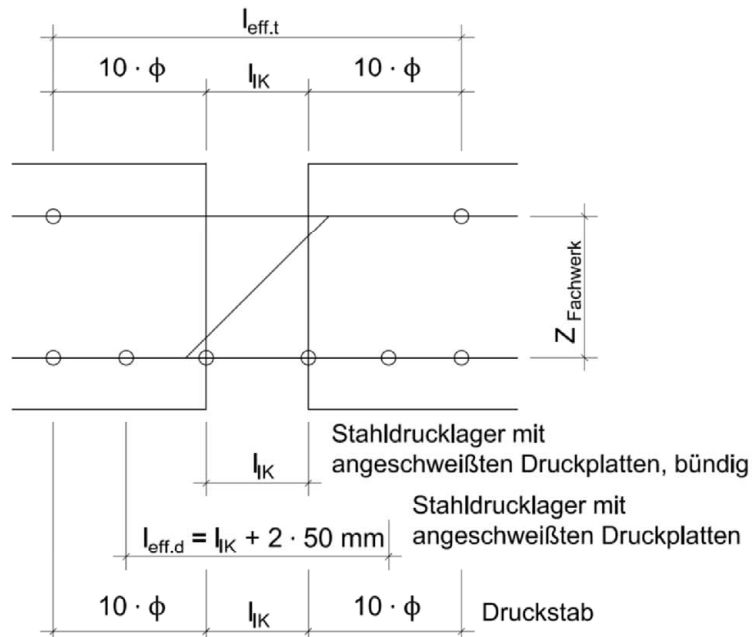 l_eff.t
10 · ϕ l_IK 10 · ϕ
Z_Fachwerk
Stahldrucklager mit
l_IK angeschweißten Druckplatten, bündig
Stahldrucklager mit
l_eff.d = l_IK + 2 · 50 mm angeschweißten Druckplatten
10 · ϕ l_IK 10 · ϕ Druckstab